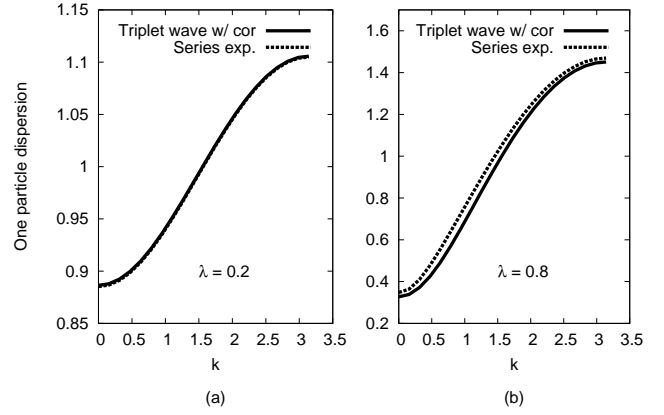 One particle dispersion
1.15
1.1
1.05
1
0.95
0.9
0.85
0 0.5 1 1.5 2 2.5 3 3.5
k
Triplet wave w/ cor
Series exp.
λ = 0.2
(a)
1.6
1.4
1.2
1
0.8
0.6
0.4
0.2
0 0.5 1 1.5 2 2.5 3 3.5
k
Triplet wave w/ cor
Series exp.
λ = 0.8
(b)